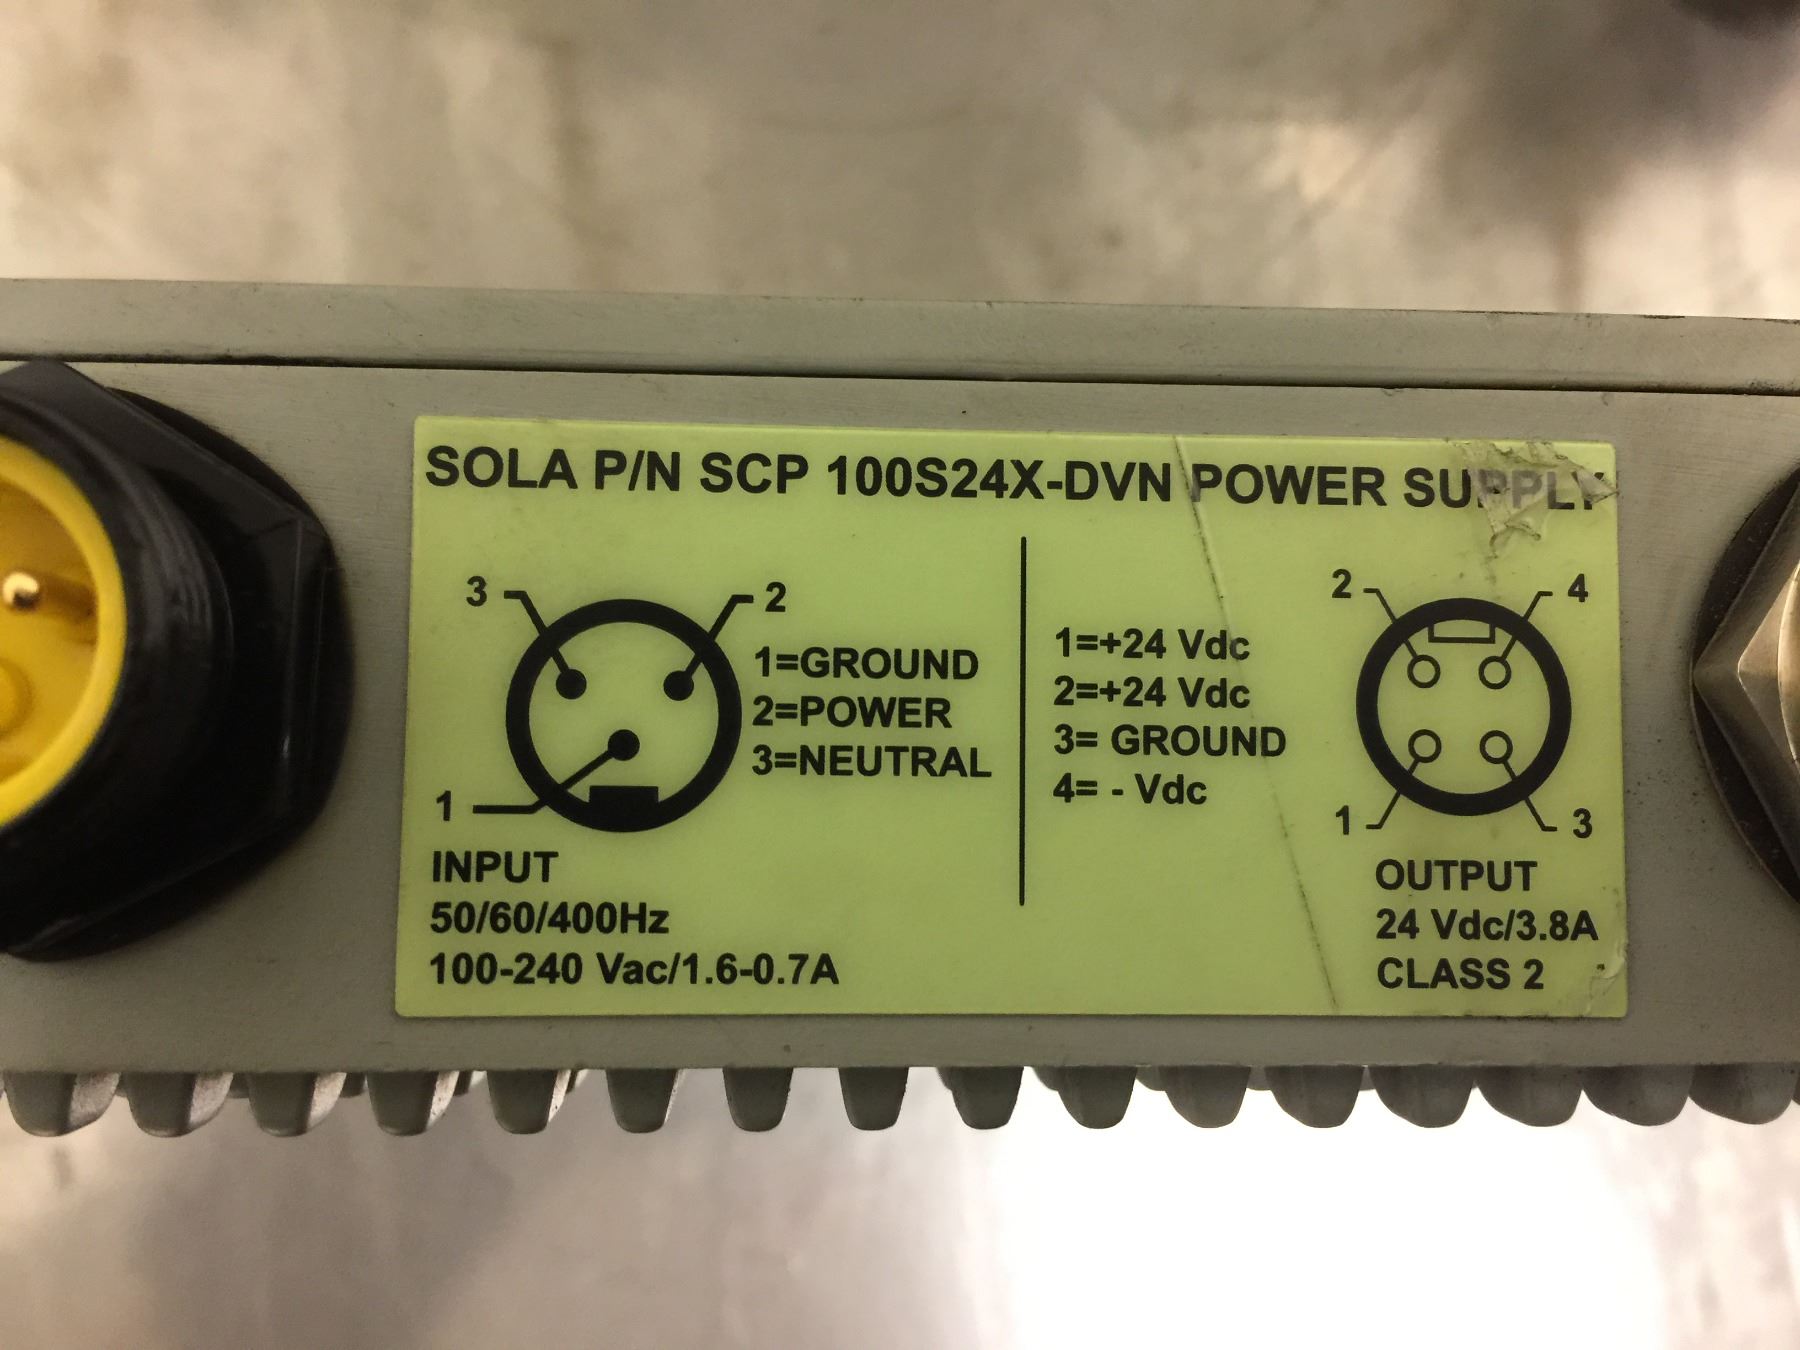 SOLA P/N SCP 100S24X-DVN POWER SUPPLY
3
2
1=GROUND
2=POWER
3=NEUTRAL
1
INPUT
50/60/400Hz
100-240 Vac/1.6-0.7A
1=+24 Vdc
2=+24 Vdc
3= GROUND
4= - Vdc
2
4
1
3
OUTPUT
24 Vdc/3.8A
CLASS 2